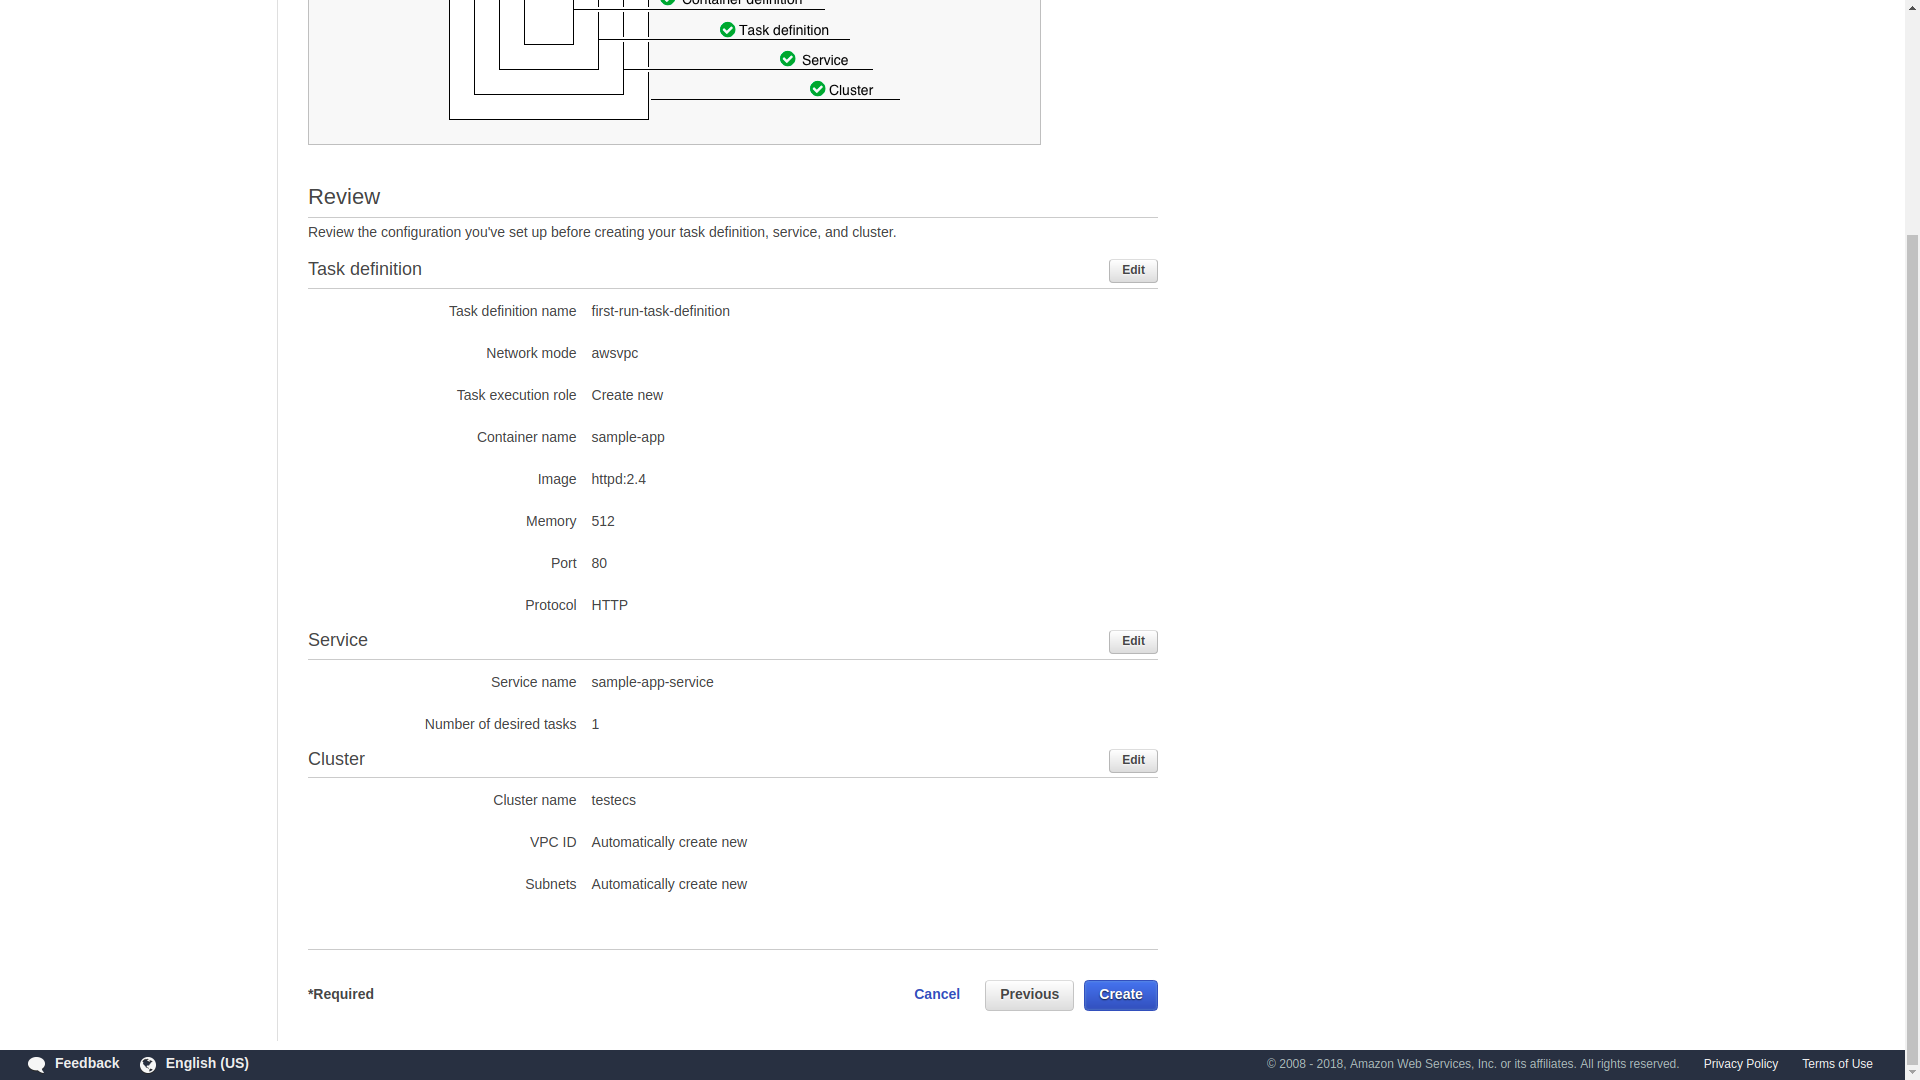 Container definition
Task definition
Service
Cluster
Review
Review the configuration you've set up before creating your task definition, service, and cluster.
Task definition Edit
Task definition name first-run-task-definition
Network mode awsvpc
Task execution role Create new
Container name sample-app
Image httpd:2.4
Memory 512
Port 80
Protocol HTTP
Service Edit
Service name sample-app-service
Number of desired tasks 1
Cluster Edit
Cluster name testecs
VPC ID Automatically create new
Subnets Automatically create new
*Required Cancel Previous Create
Feedback English (US) © 2008 - 2018, Amazon Web Services, Inc. or its affiliates. All rights reserved. Privacy Policy Terms of Use